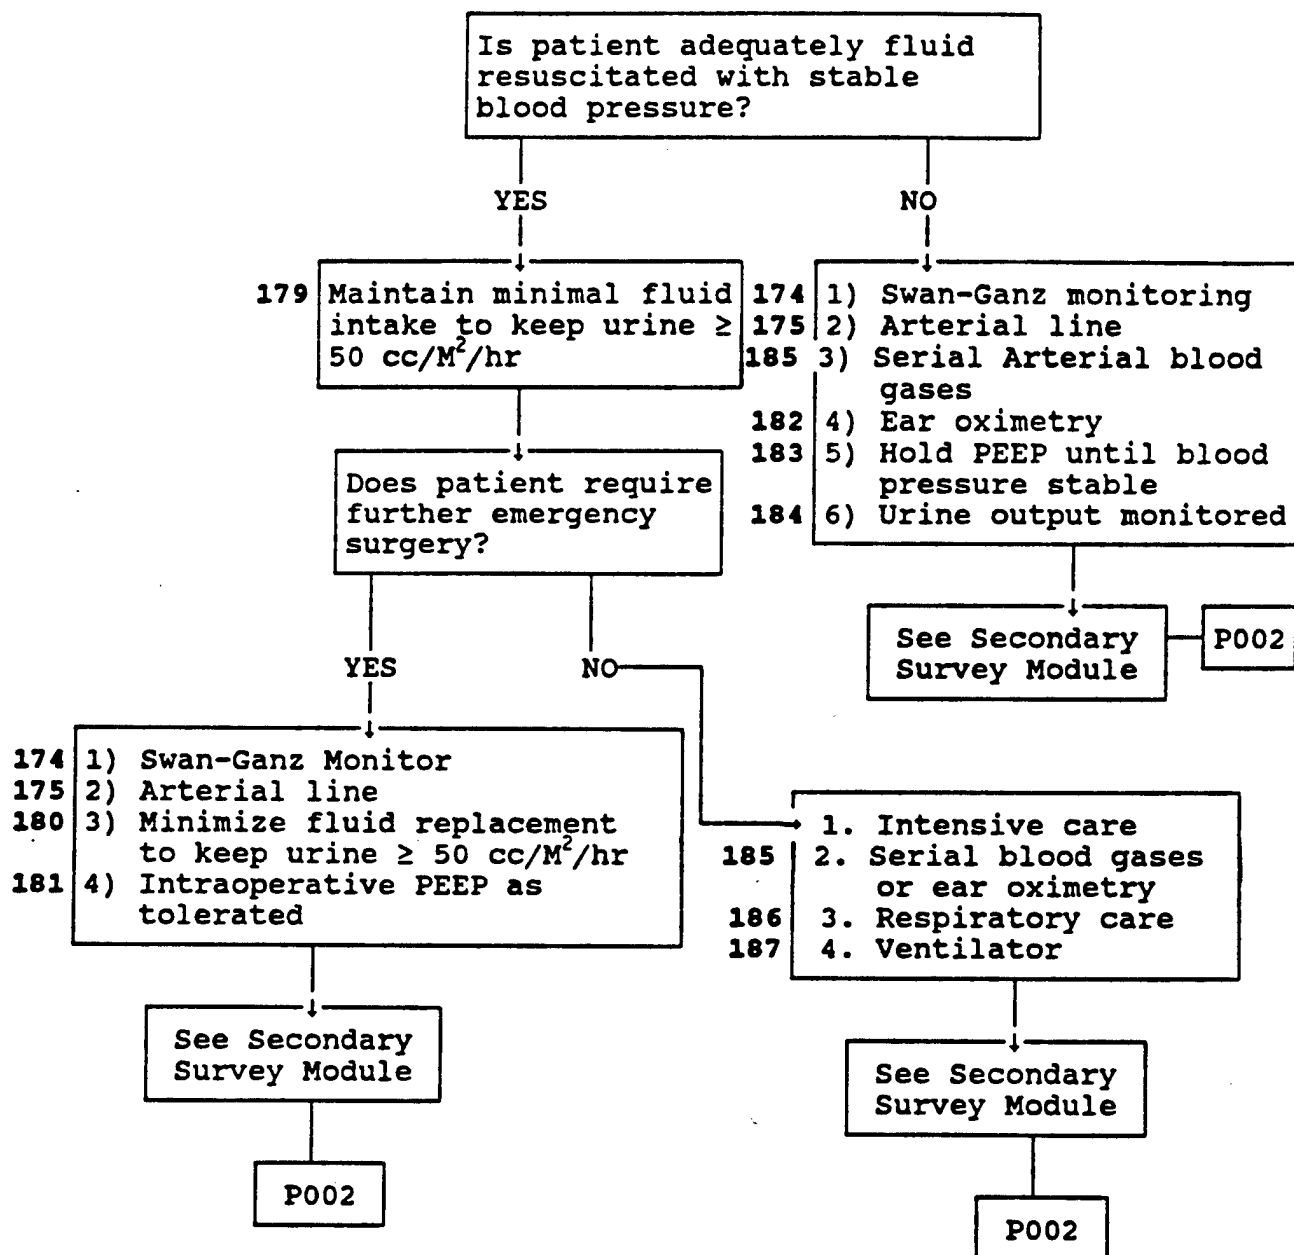 Is patient adequately fluid
resuscitated with stable
blood pressure?
YES
NO
179 Maintain minimal fluid
intake to keep urine ≥
50 cc/M²/hr
174 1) Swan-Ganz monitoring
175 2) Arterial line
185 3) Serial Arterial blood
gases
182 4) Ear oximetry
183 5) Hold PEEP until blood
pressure stable
184 6) Urine output monitored
Does patient require
further emergency
surgery?
See Secondary
Survey Module
P002
YES
NO
174 1) Swan-Ganz Monitor
175 2) Arterial line
180 3) Minimize fluid replacement
to keep urine ≥ 50 cc/M²/hr
181 4) Intraoperative PEEP as
tolerated
1. Intensive care
185 2. Serial blood gases
or ear oximetry
186 3. Respiratory care
187 4. Ventilator
See Secondary
Survey Module
P002
See Secondary
Survey Module
P002